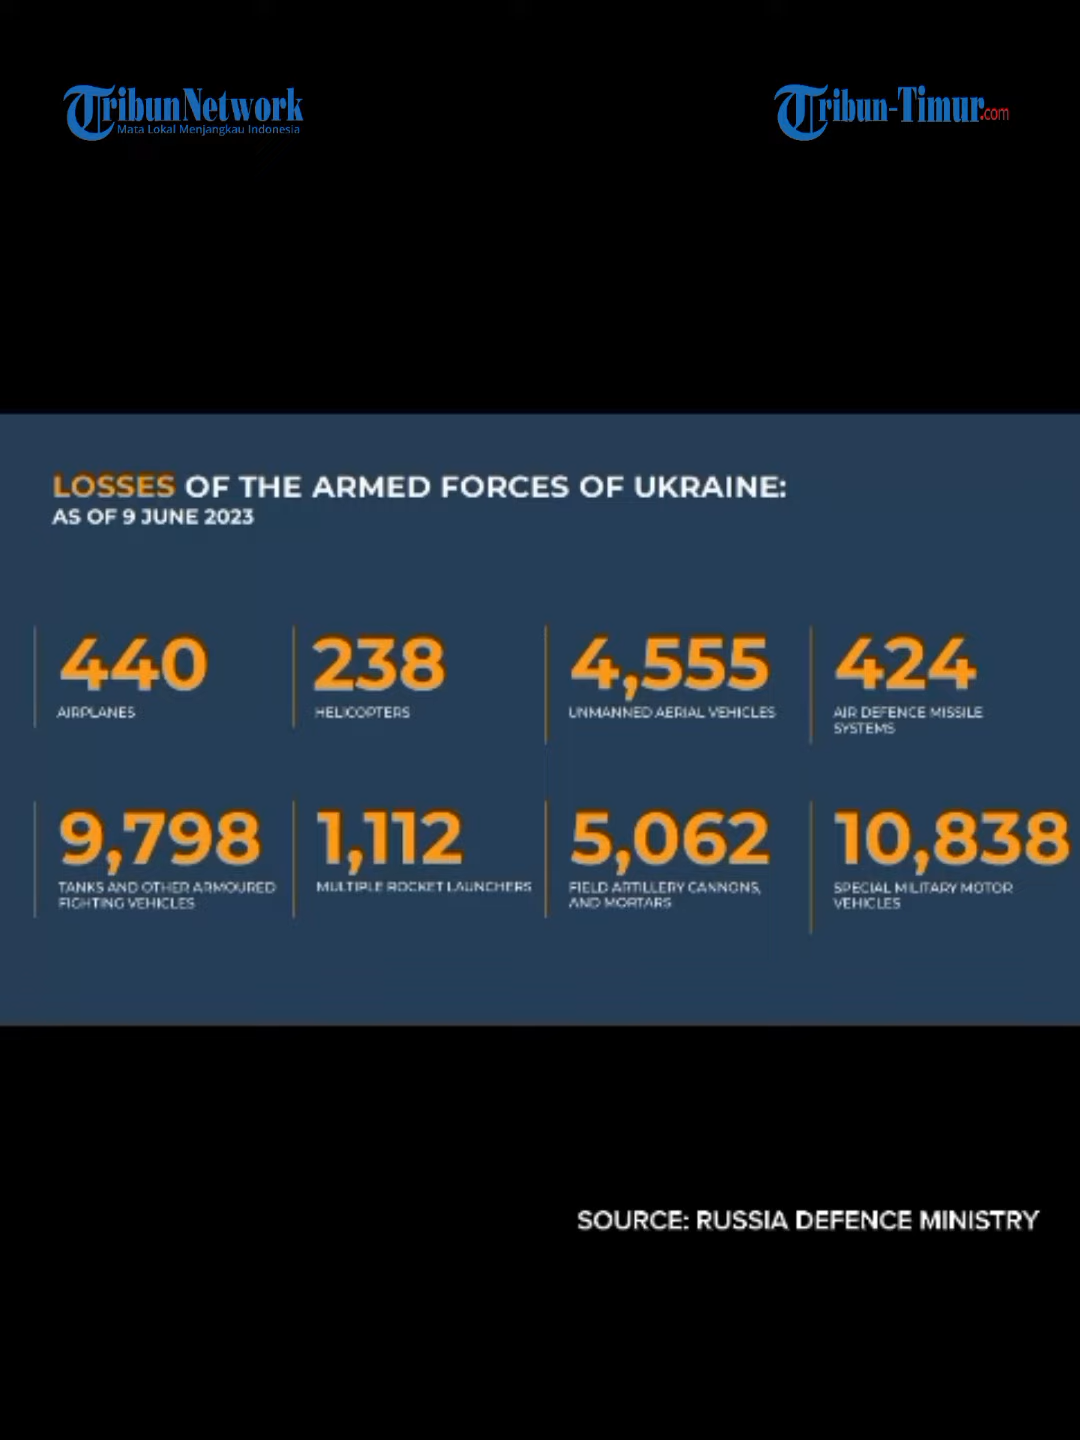 TribunNetwork
Mata Lokal Menjangkau Indonesia
Tribun-Timur.com
LOSSES OF THE ARMED FORCES OF UKRAINE:
AS OF 9 JUNE 2023
440
AIRPLANES
238
HELICOPTERS
4,555
UNMANNED AERIAL VEHICLES
424
AIR DEFENCE MISSILE
SYSTEMS
9,798
TANKS AND OTHER ARMOURED
FIGHTING VEHICLES
1,112
MULTIPLE ROCKET LAUNCHERS
5,062
FIELD ARTILLERY CANNONS,
AND MORTARS
10,838
SPECIAL MILITARY MOTOR
VEHICLES
SOURCE: RUSSIA DEFENCE MINISTRY